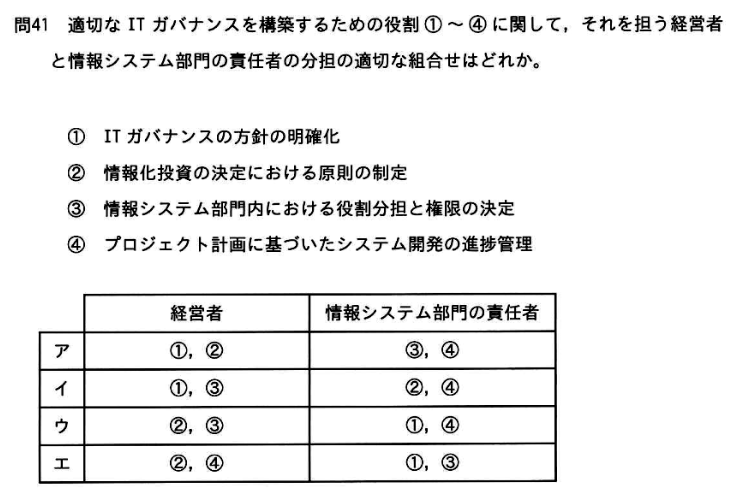 問41 適切な IT ガバナンスを構築するための役割 ① ～ ④ に関して，それを担う経営者
と情報システム部門の責任者の分担の適切な組合せはどれか。
① IT ガバナンスの方針の明確化
② 情報化投資の決定における原則の制定
③ 情報システム部門内における役割分担と権限の決定
④ プロジェクト計画に基づいたシステム開発の進捗管理
経営者 情報システム部門の責任者
ア ①，② ③，④
イ ①，③ ②，④
ウ ②，③ ①，④
エ ②，④ ①，③